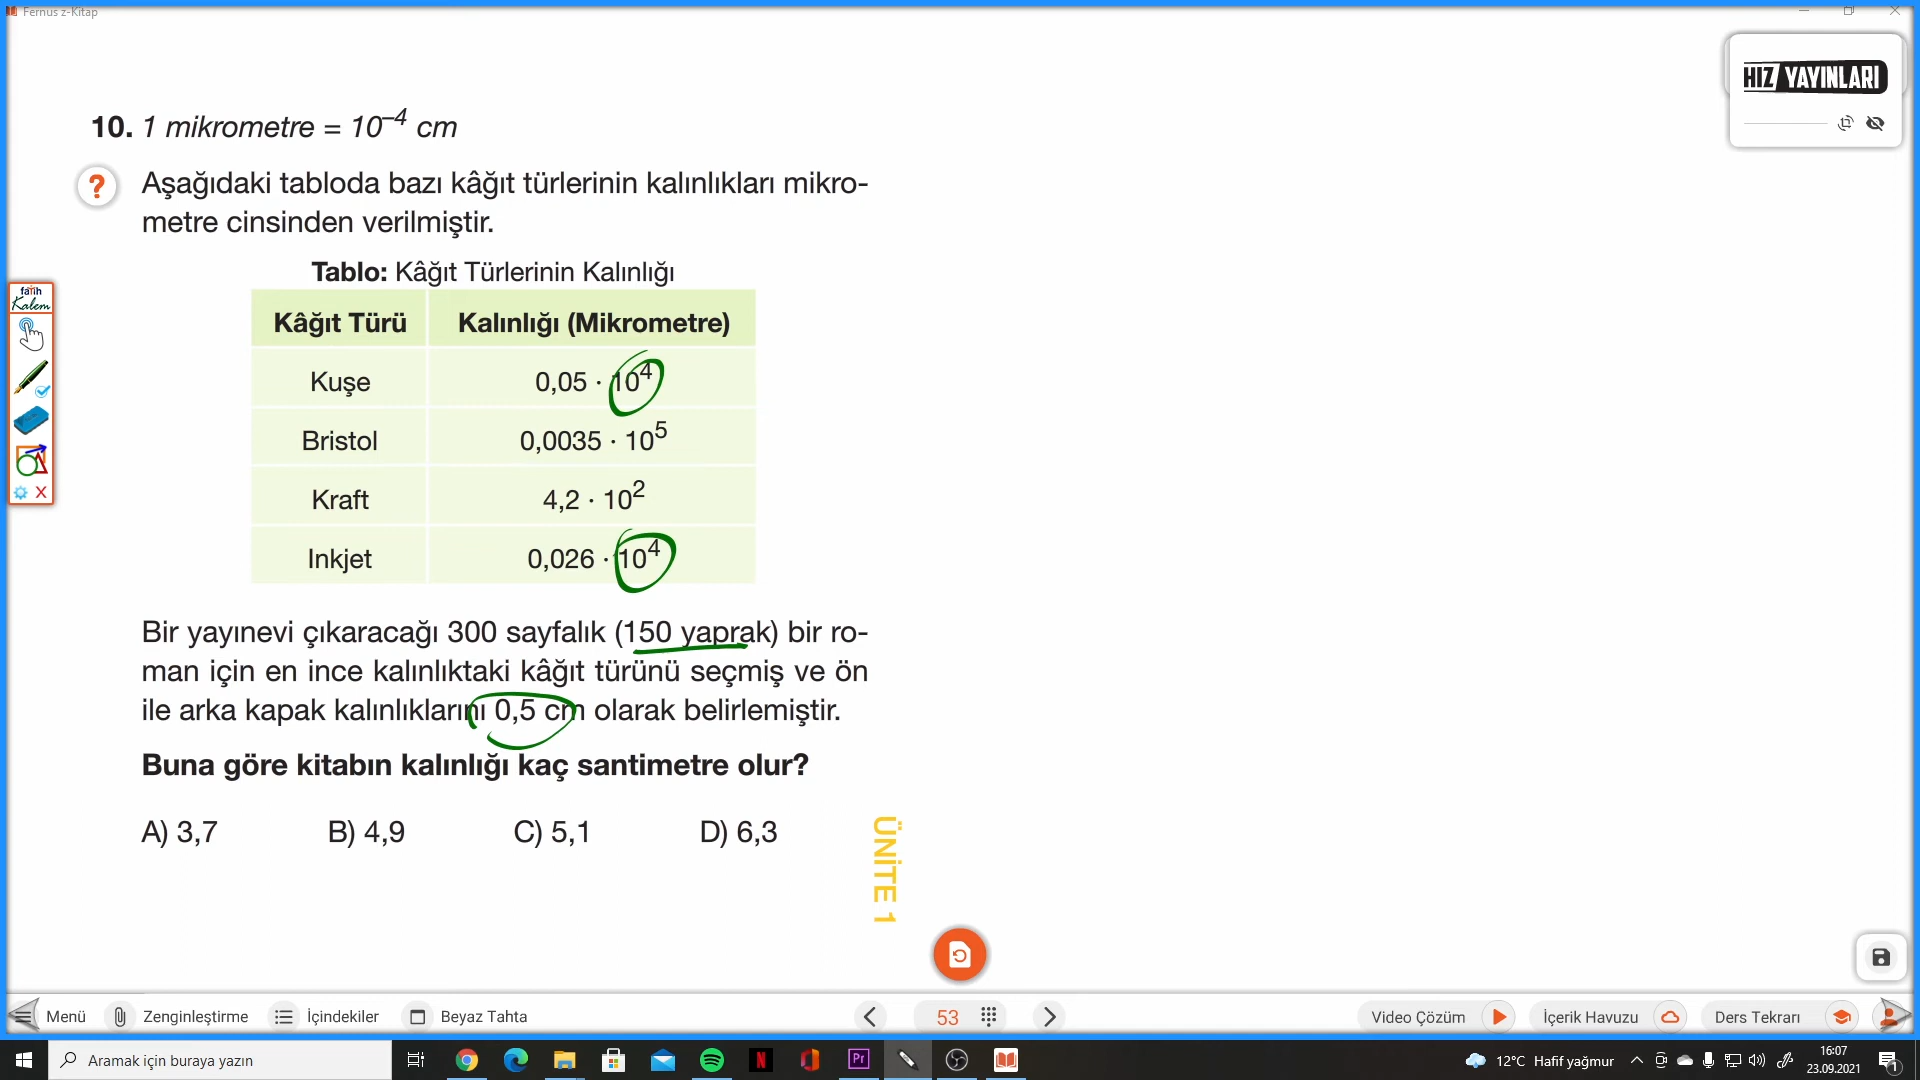 Fernus z-Kitap
HIZ YAYINLARI
10. 1 mikrometre = 10⁻⁴ cm
? Aşağıdaki tabloda bazı kâğıt türlerinin kalınlıkları mikro-
metre cinsinden verilmiştir.
Tablo: Kâğıt Türlerinin Kalınlığı
Kâğıt Türü Kalınlığı (Mikrometre)
Kuşe 0,05 · 10⁴
Bristol 0,0035 · 10⁵
Kraft 4,2 · 10²
Inkjet 0,026 · 10⁴
fatih
Kalem
Bir yayınevi çıkaracağı 300 sayfalık (150 yaprak) bir ro-
man için en ince kalınlıktaki kâğıt türünü seçmiş ve ön
ile arka kapak kalınlıklarını 0,5 cm olarak belirlemiştir.
Buna göre kitabın kalınlığı kaç santimetre olur?
A) 3,7 B) 4,9 C) 5,1 D) 6,3
ÜNİTE 1
Menü Zenginleştirme İçindekiler Beyaz Tahta 53 Video Çözüm İçerik Havuzu Ders Tekrarı
Aramak için buraya yazın N Pr 12°C Hafif yağmur 16:07
23.09.2021 1